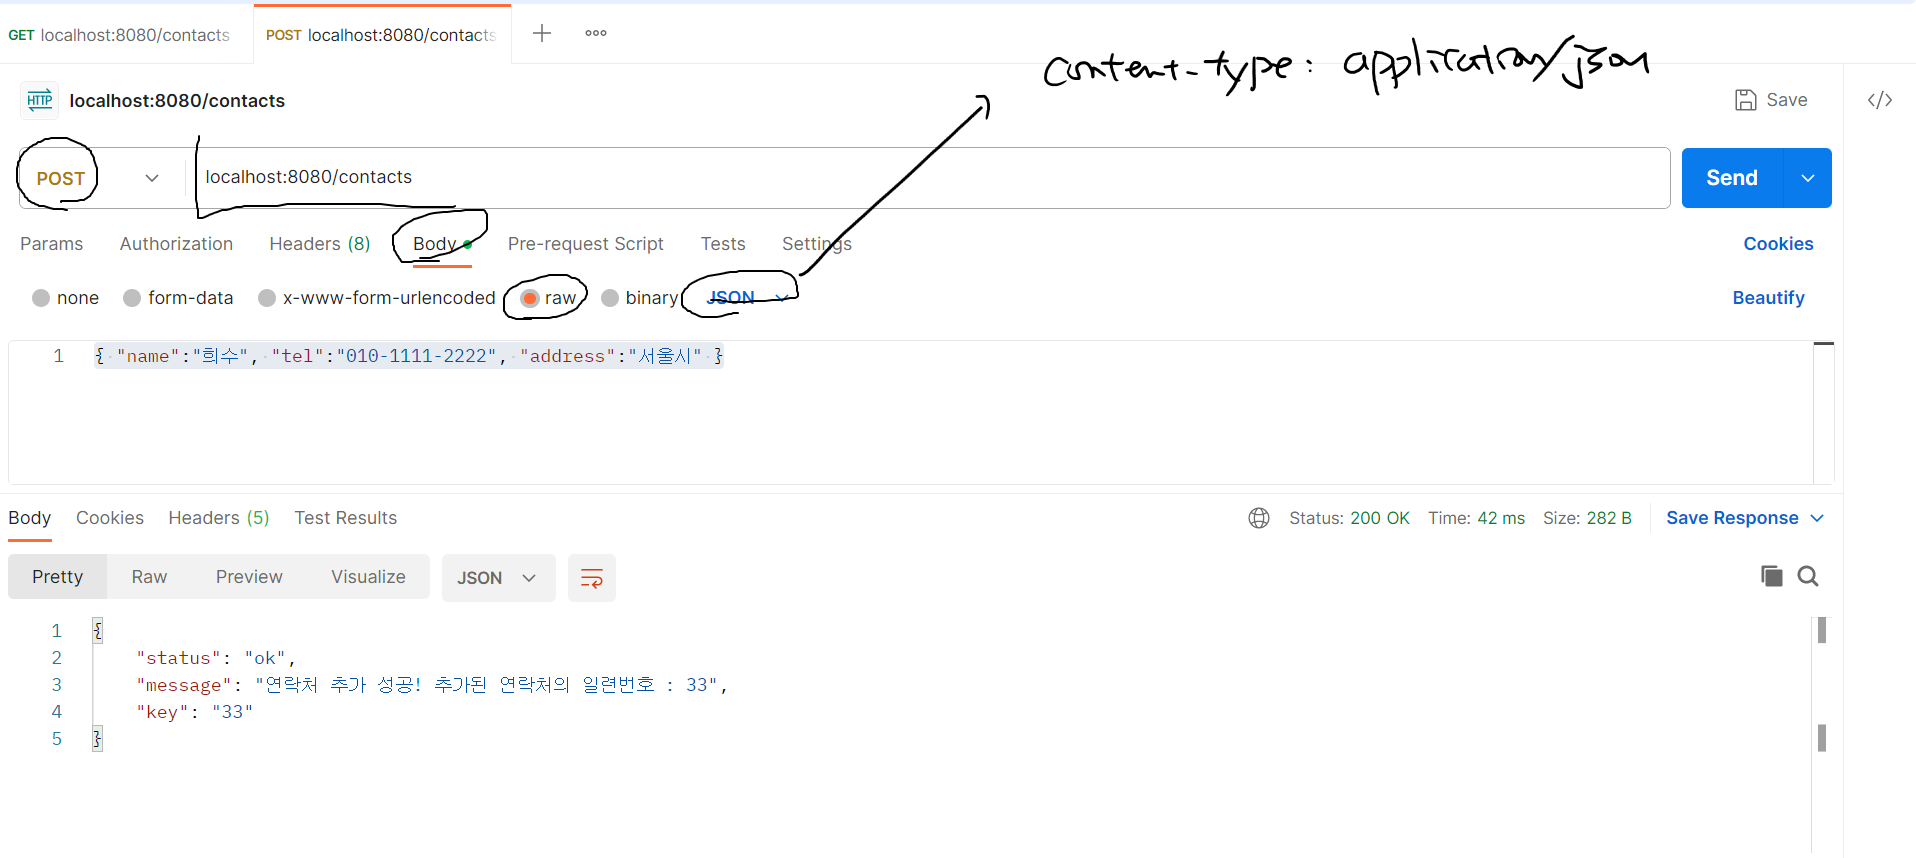 GET localhost:8080/contacts POST localhost:8080/contacts
content-type: application/json
HTTP localhost:8080/contacts Save </>
POST localhost:8080/contacts Send
Params Authorization Headers (8) Body Pre-request Script Tests Settings Cookies
none form-data x-www-form-urlencoded raw binary JSON Beautify
1 { "name":"희수", "tel":"010-1111-2222", "address":"서울시" }
Body Cookies Headers (5) Test Results Status: 200 OK Time: 42 ms Size: 282 B Save Response
Pretty Raw Preview Visualize JSON
1 {
2 "status": "ok",
3 "message": "연락처 추가 성공! 추가된 연락처의 일련번호 : 33",
4 "key": "33"
5 }